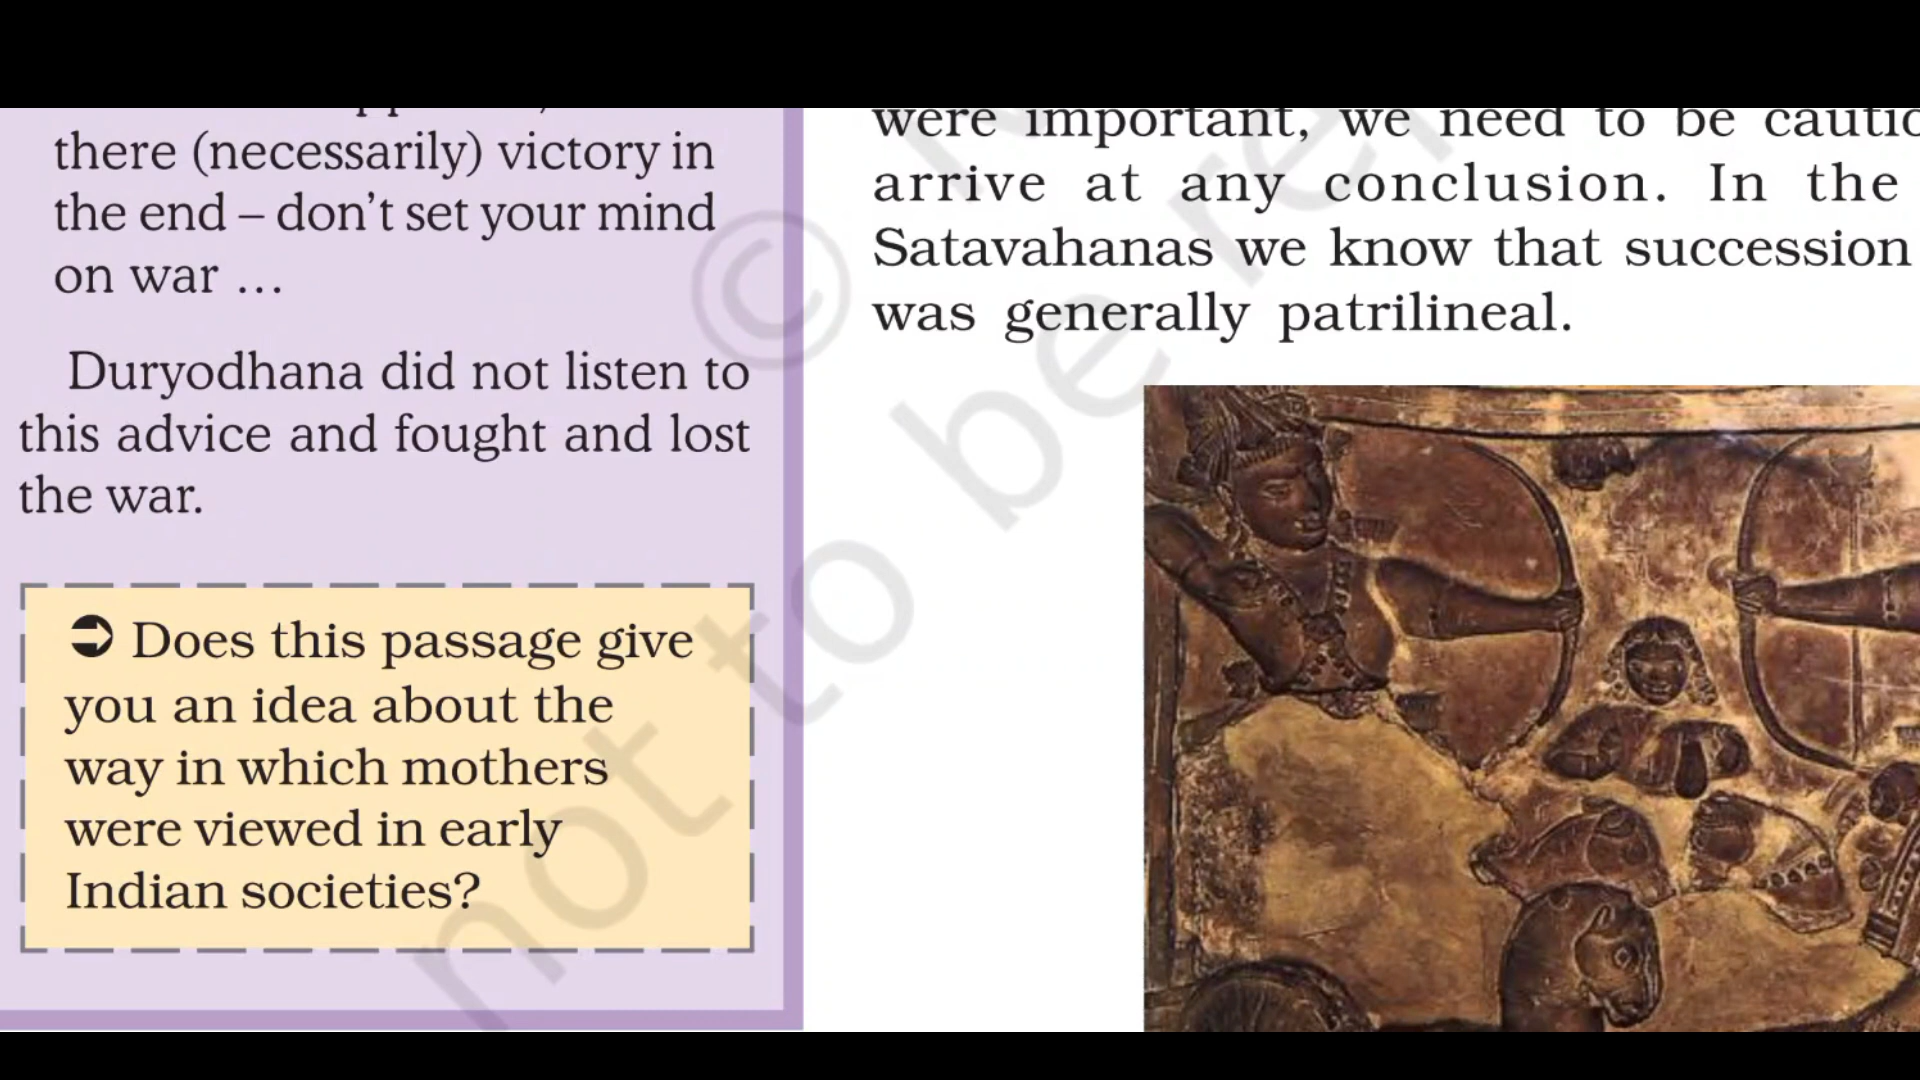 there (necessarily) victory in
the end – don't set your mind
on war …
Duryodhana did not listen to
this advice and fought and lost
the war.
➲ Does this passage give
you an idea about the
way in which mothers
were viewed in early
Indian societies?
were important, we need to be
arrive at any conclusion. In the
Satavahanas we know that succession
was generally patrilineal.
© not to be